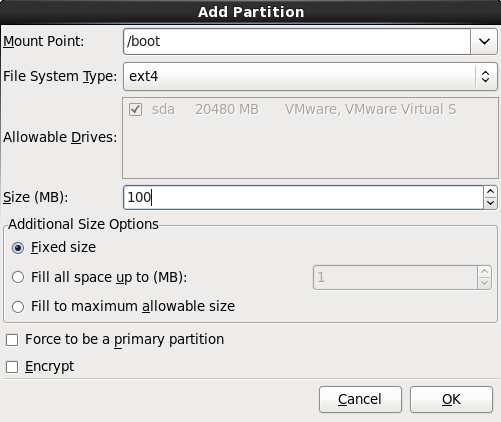 Add Partition
Mount Point: /boot
File System Type: ext4
sda 20480 MB VMware, VMware Virtual S
Allowable Drives:
Size (MB): 100
Additional Size Options
Fixed size
Fill all space up to (MB): 1
Fill to maximum allowable size
Force to be a primary partition
Encrypt
Cancel OK